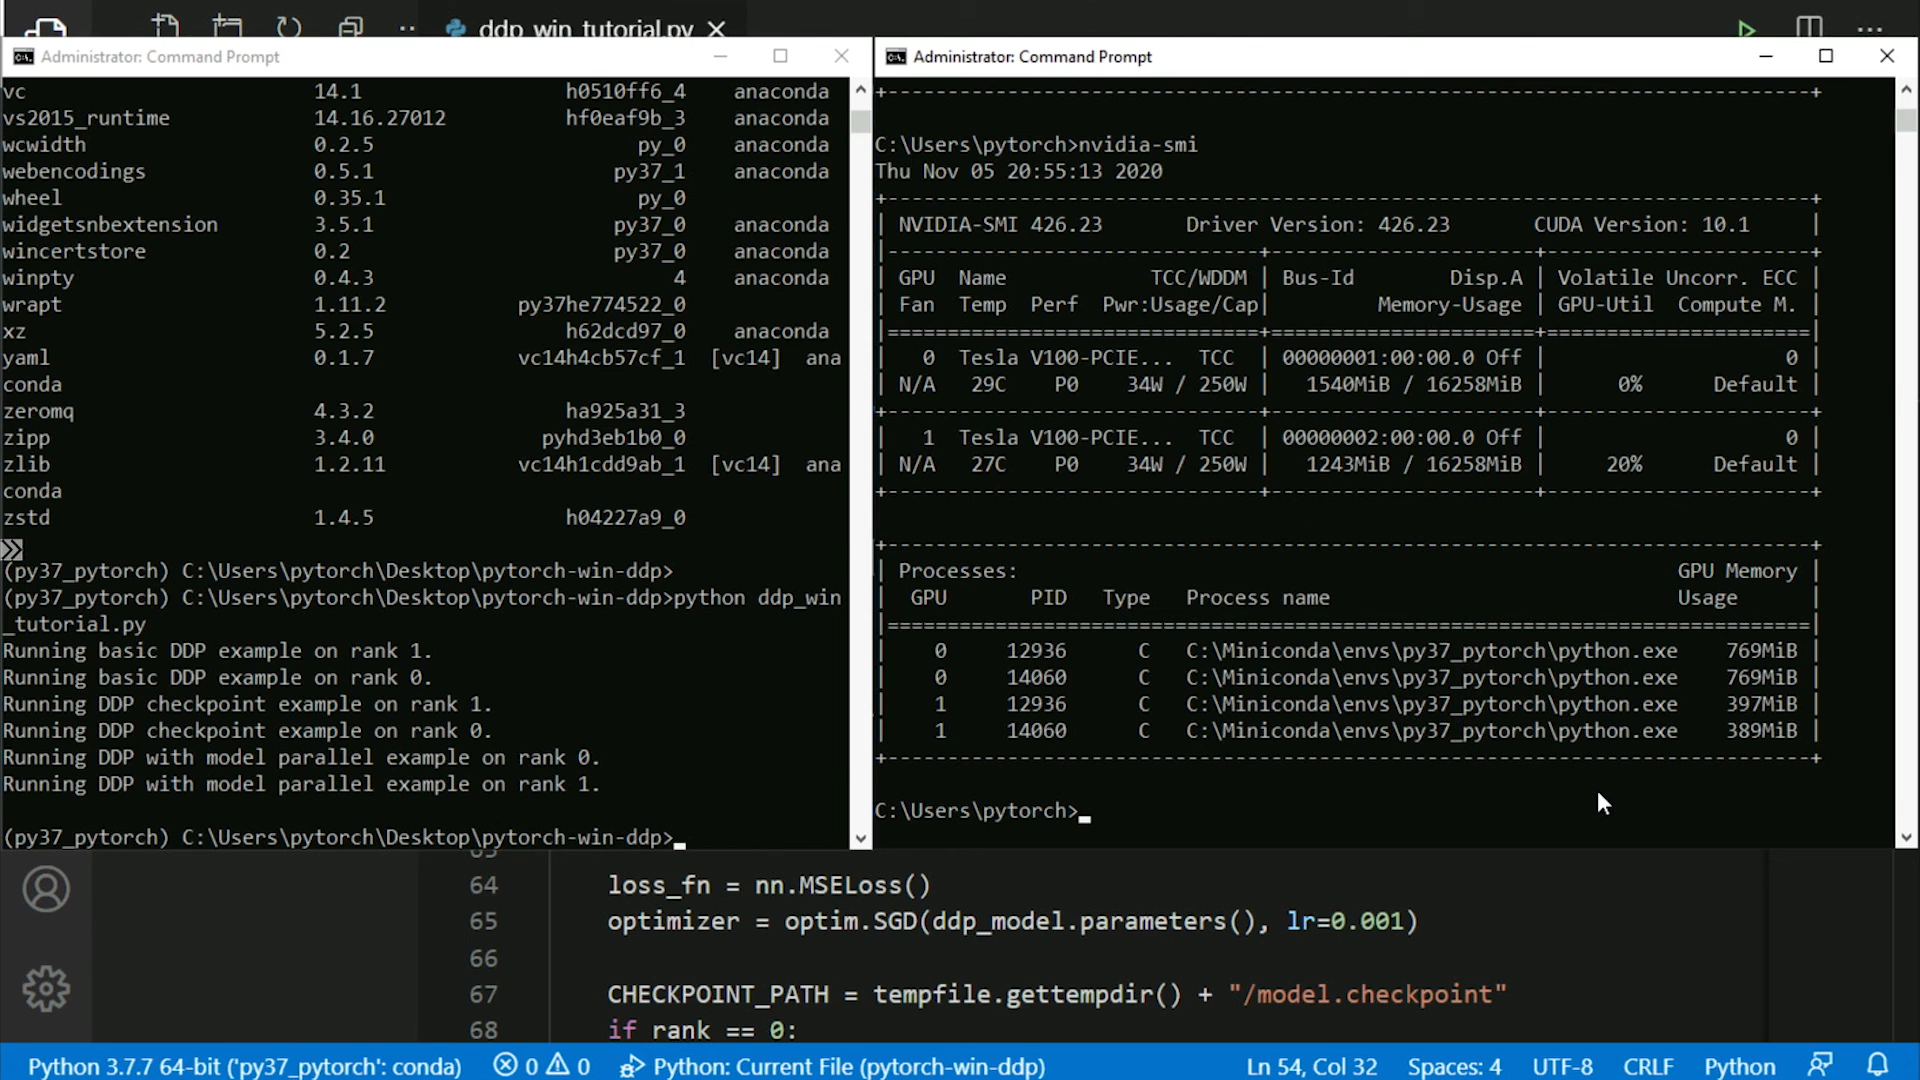 ddp_win_tutorial.py
Administrator: Command Prompt
vc 14.1 h0510ff6_4 anaconda
vs2015_runtime 14.16.27012 hf0eaf9b_3 anaconda
wcwidth 0.2.5 py_0 anaconda
webencodings 0.5.1 py37_1 anaconda
wheel 0.35.1 py_0
widgetsnbextension 3.5.1 py37_0 anaconda
wincertstore 0.2 py37_0 anaconda
winpty 0.4.3 4 anaconda
wrapt 1.11.2 py37he774522_0
xz 5.2.5 h62dcd97_0 anaconda
yaml 0.1.7 vc14h4cb57cf_1 [vc14] ana
conda
zeromq 4.3.2 ha925a31_3
zipp 3.4.0 pyhd3eb1b0_0
zlib 1.2.11 vc14h1cdd9ab_1 [vc14] ana
conda
zstd 1.4.5 h04227a9_0
(py37_pytorch) C:\Users\pytorch\Desktop\pytorch-win-ddp>
(py37_pytorch) C:\Users\pytorch\Desktop\pytorch-win-ddp>python ddp_win
_tutorial.py
Running basic DDP example on rank 1.
Running basic DDP example on rank 0.
Running DDP checkpoint example on rank 1.
Running DDP checkpoint example on rank 0.
Running DDP with model parallel example on rank 0.
Running DDP with model parallel example on rank 1.
(py37_pytorch) C:\Users\pytorch\Desktop\pytorch-win-ddp>
Administrator: Command Prompt
+-----------------------------------------------------------------------------+
C:\Users\pytorch>nvidia-smi
Thu Nov 05 20:55:13 2020
+-----------------------------------------------------------------------------+
| NVIDIA-SMI 426.23 Driver Version: 426.23 CUDA Version: 10.1 |
|-------------------------------+----------------------+----------------------+
| GPU Name TCC/WDDM | Bus-Id Disp.A | Volatile Uncorr. ECC |
| Fan Temp Perf Pwr:Usage/Cap| Memory-Usage | GPU-Util Compute M. |
|===============================+======================+======================|
| 0 Tesla V100-PCIE... TCC | 00000001:00:00.0 Off | 0 |
| N/A 29C P0 34W / 250W | 1540MiB / 16258MiB | 0% Default |
+-------------------------------+----------------------+----------------------+
| 1 Tesla V100-PCIE... TCC | 00000002:00:00.0 Off | 0 |
| N/A 27C P0 34W / 250W | 1243MiB / 16258MiB | 20% Default |
+-------------------------------+----------------------+----------------------+
+-----------------------------------------------------------------------------+
| Processes: GPU Memory |
| GPU PID Type Process name Usage |
|=============================================================================|
| 0 12936 C C:\Miniconda\envs\py37_pytorch\python.exe 769MiB |
| 0 14060 C C:\Miniconda\envs\py37_pytorch\python.exe 769MiB |
| 1 12936 C C:\Miniconda\envs\py37_pytorch\python.exe 397MiB |
| 1 14060 C C:\Miniconda\envs\py37_pytorch\python.exe 389MiB |
+-----------------------------------------------------------------------------+
C:\Users\pytorch>
64 loss_fn = nn.MSELoss()
65 optimizer = optim.SGD(ddp_model.parameters(), lr=0.001)
66
67 CHECKPOINT_PATH = tempfile.gettempdir() + "/model.checkpoint"
68 if rank == 0:
Python 3.7.7 64-bit ('py37_pytorch': conda) 0 0 Python: Current File (pytorch-win-ddp) Ln 54, Col 32 Spaces: 4 UTF-8 CRLF Python